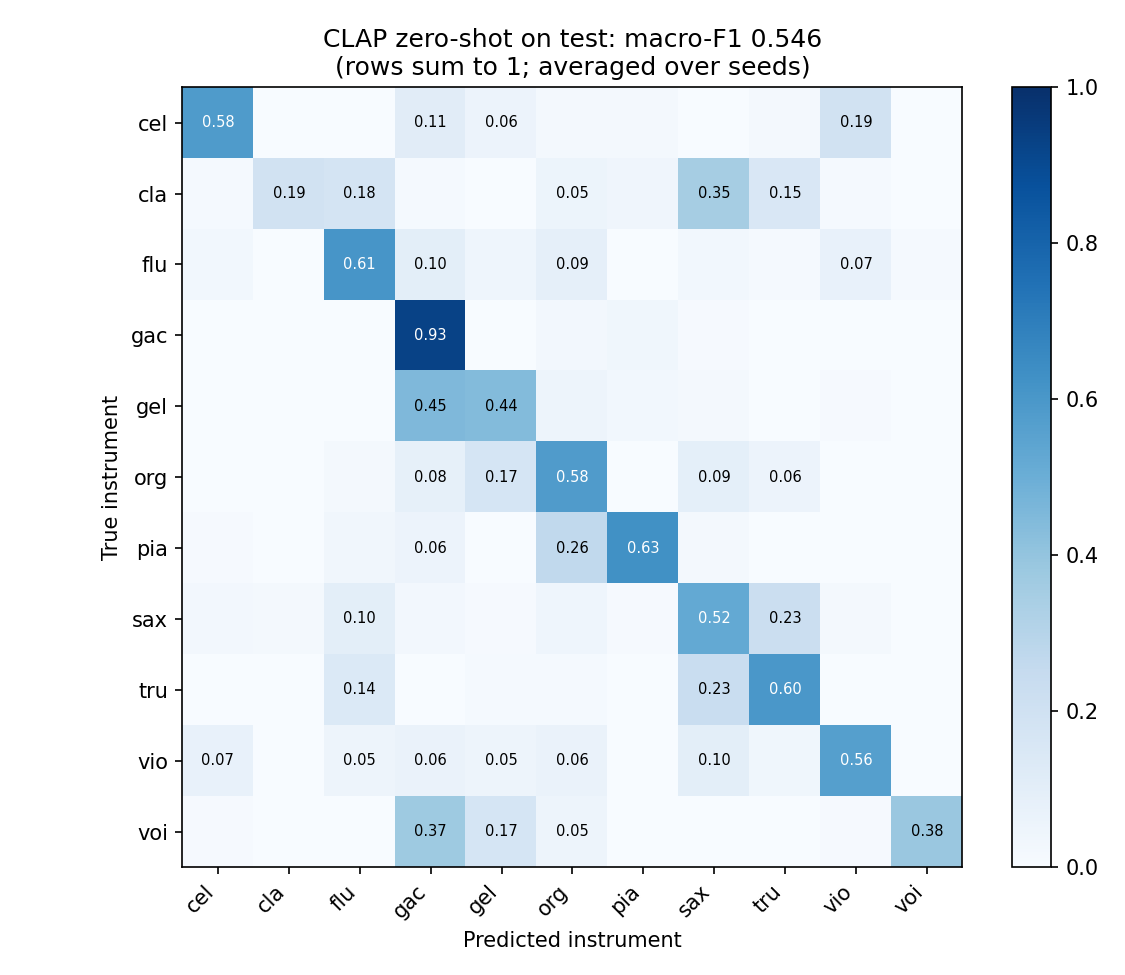 CLAP zero-shot on test: macro-F1 0.546
(rows sum to 1; averaged over seeds)
cel 0.58 0.11 0.06 0.19
cla 0.19 0.18 0.05 0.35 0.15
flu 0.61 0.10 0.09 0.07
gac 0.93
gel 0.45 0.44
org 0.08 0.17 0.58 0.09 0.06
pia 0.06 0.26 0.63
sax 0.10 0.52 0.23
tru 0.14 0.23 0.60
vio 0.07 0.05 0.06 0.05 0.06 0.10 0.56
voi 0.37 0.17 0.05 0.38
cel cla flu gac gel org pia sax tru vio voi
Predicted instrument
True instrument
1.0
0.8
0.6
0.4
0.2
0.0